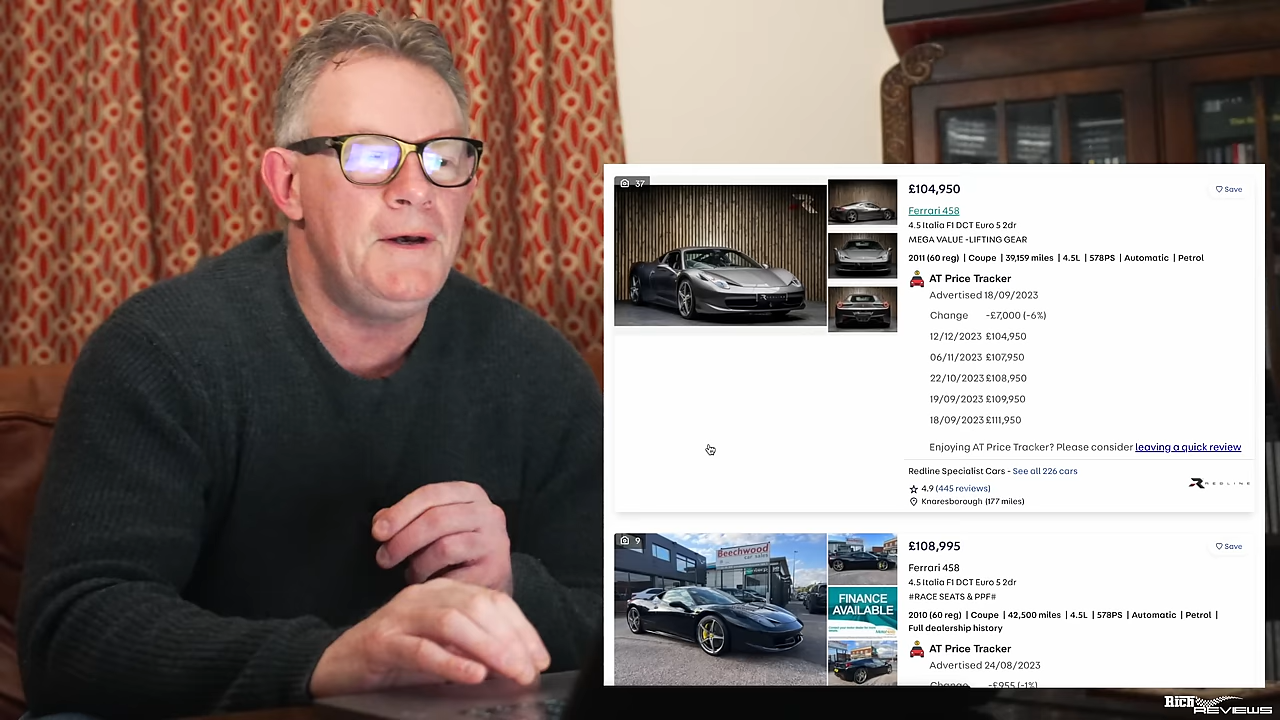 37
£104,950
Save
Ferrari 458
4.5 Italia F1 DCT Euro 5 2dr
MEGA VALUE -LIFTING GEAR
2011 (60 reg) | Coupe | 39,159 miles | 4.5L | 578PS | Automatic | Petrol
AT Price Tracker
Advertised 18/09/2023
Change -£7,000 (-6%)
12/12/2023 £104,950
06/11/2023 £107,950
22/10/2023 £108,950
19/09/2023 £109,950
18/09/2023 £111,950
Enjoying AT Price Tracker? Please consider leaving a quick review
Redline Specialist Cars - See all 226 cars
REDLINE
4.9 (445 reviews)
Knaresborough (177 miles)
9
Beechwood
car sales
FINANCE
AVAILABLE
£108,995
Save
Ferrari 458
4.5 Italia F1 DCT Euro 5 2dr
#RACE SEATS & PPF#
2010 (60 reg) | Coupe | 42,500 miles | 4.5L | 578PS | Automatic | Petrol |
Full dealership history
AT Price Tracker
Advertised 24/08/2023
Change -£955 (-1%)
Rich
REVIEWS